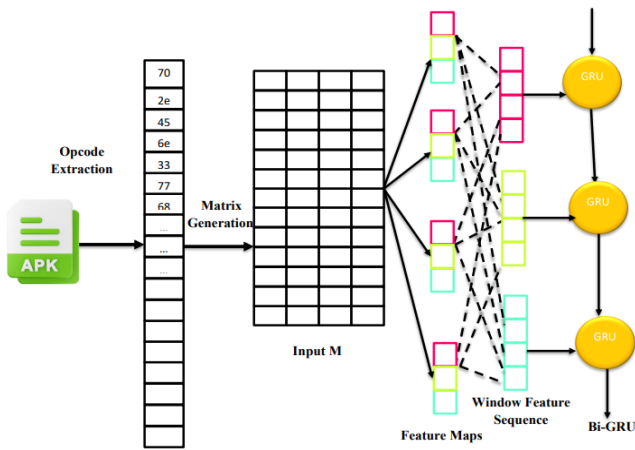 Opcode
Extraction
APK
70
2e
45
6e
33
77
68
...
...
...
Matrix
Generation
Input M
Feature Maps
Window Feature
Sequence
GRU
GRU
GRU
Bi-GRU